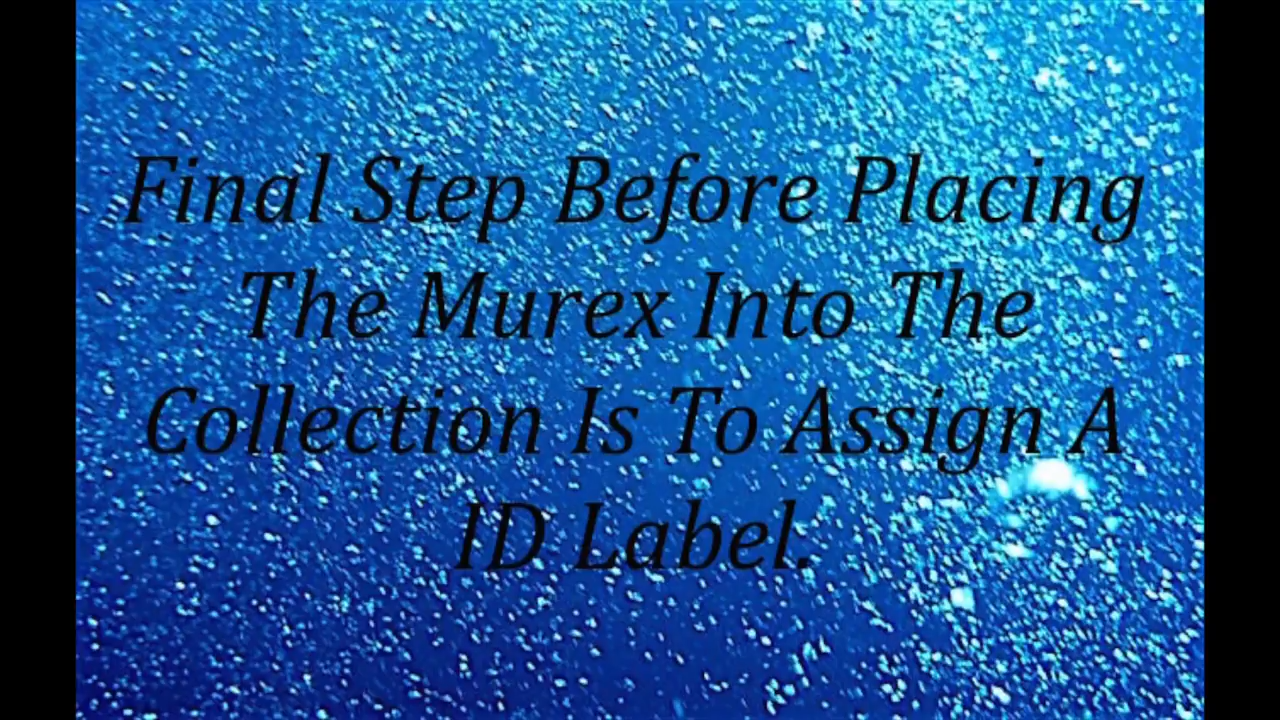 Final Step Before Placing
The Murex Into The
Collection Is To Assign A
ID Label.